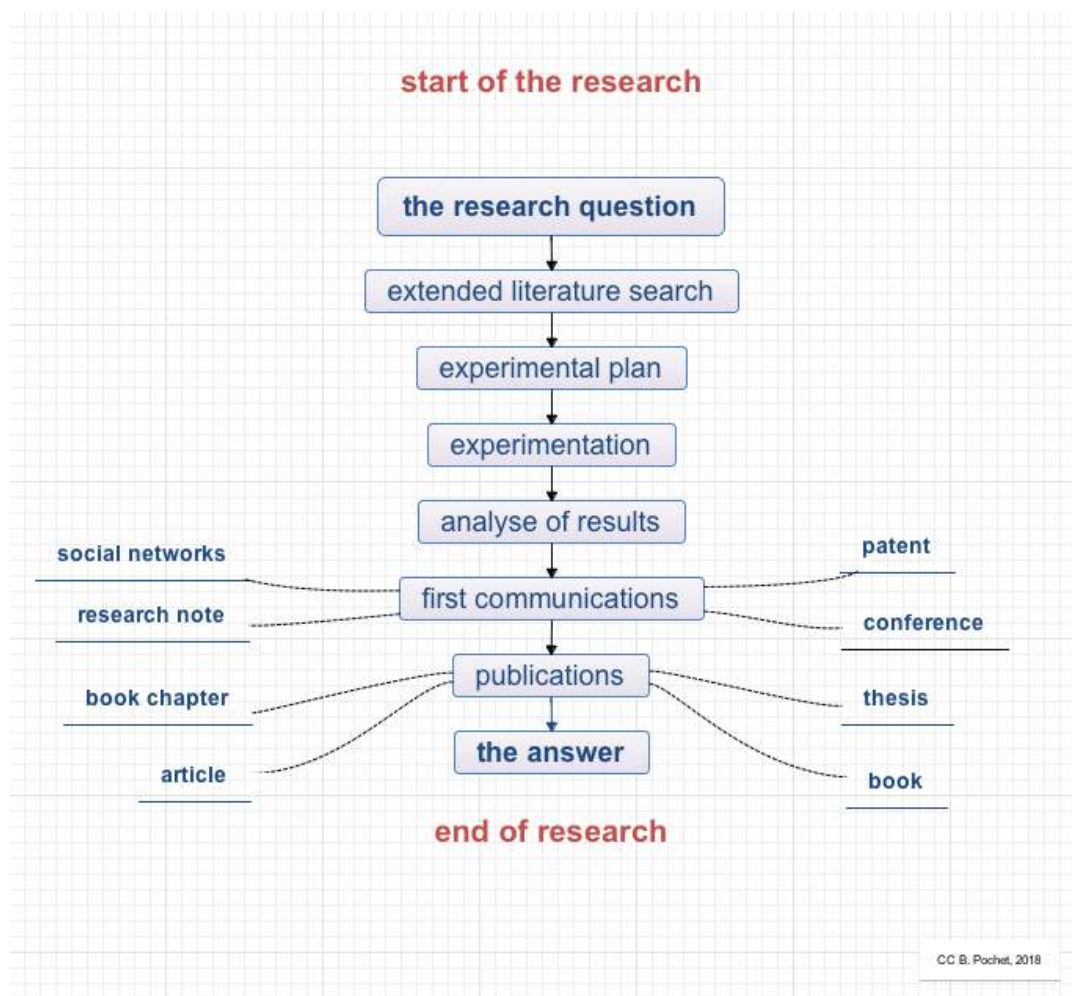 start of the research
the research question
extended literature search
experimental plan
experimentation
analyse of results
social networks
patent
first communications
research note
conference
publications
book chapter
thesis
the answer
article
book
end of research
CC B. Pochet, 2018